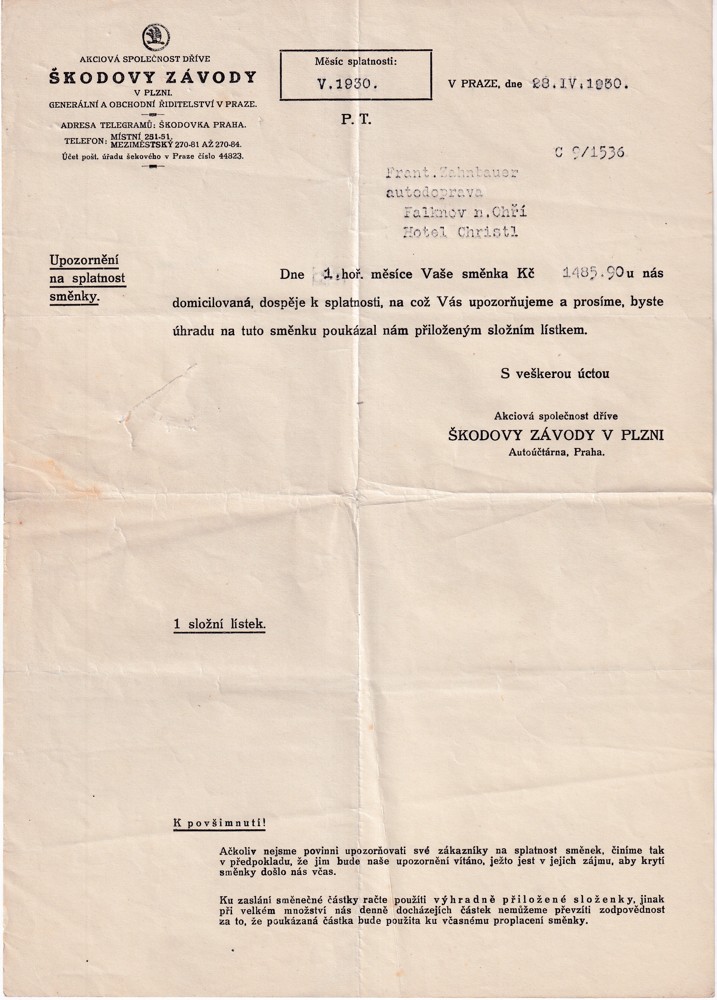 AKCIOVÁ SPOLEČNOST DŘÍVE
ŠKODOVY ZÁVODY
V PLZNI.
GENERÁLNÍ A OBCHODNÍ ŘIDITELSTVÍ V PRAZE.
ADRESA TELEGRAMŮ: ŠKODOVKA PRAHA.
TELEFON: MÍSTNÍ 251-51,
MEZIMĚSTSKÝ 270-81 AŽ 270-84.
Účet pošt. úřadu šekového v Praze číslo 44823.
Měsíc splatnosti:
V.1930.
V PRAZE, dne 28.IV.1930.
P. T.
C 9/1536
Frant.Hahnbauer
autodoprava
Falknov n.Ohří
Hotel Christl
Upozornění
na splatnost
směnky.
Dne 1. hoř. měsíce Vaše směnka Kč 1485.90 u nás
domicilovaná, dospěje k splatnosti, na což Vás upozorňujeme a prosíme, byste
úhradu na tuto směnku poukázal nám přiloženým složním lístkem.
S veškerou úctou
Akciová společnost dříve
ŠKODOVY ZÁVODY V PLZNI
Autoúčtárna, Praha.
1 složní lístek.
K povšimnutí!
Ačkoliv nejsme povinni upozorňovati své zákazníky na splatnost směnek, činíme tak
v předpokladu, že jim bude naše upozornění vítáno, ježto jest v jejich zájmu, aby krytí
směnky došlo nás včas.
Ku zaslání směnečné částky račte použíti výhradně přiložené složenky, jinak
při velkém množství nás denně docházejících částek nemůžeme převzíti zodpovědnost
za to, že poukázaná částka bude použita ku včasnému proplacení směnky.